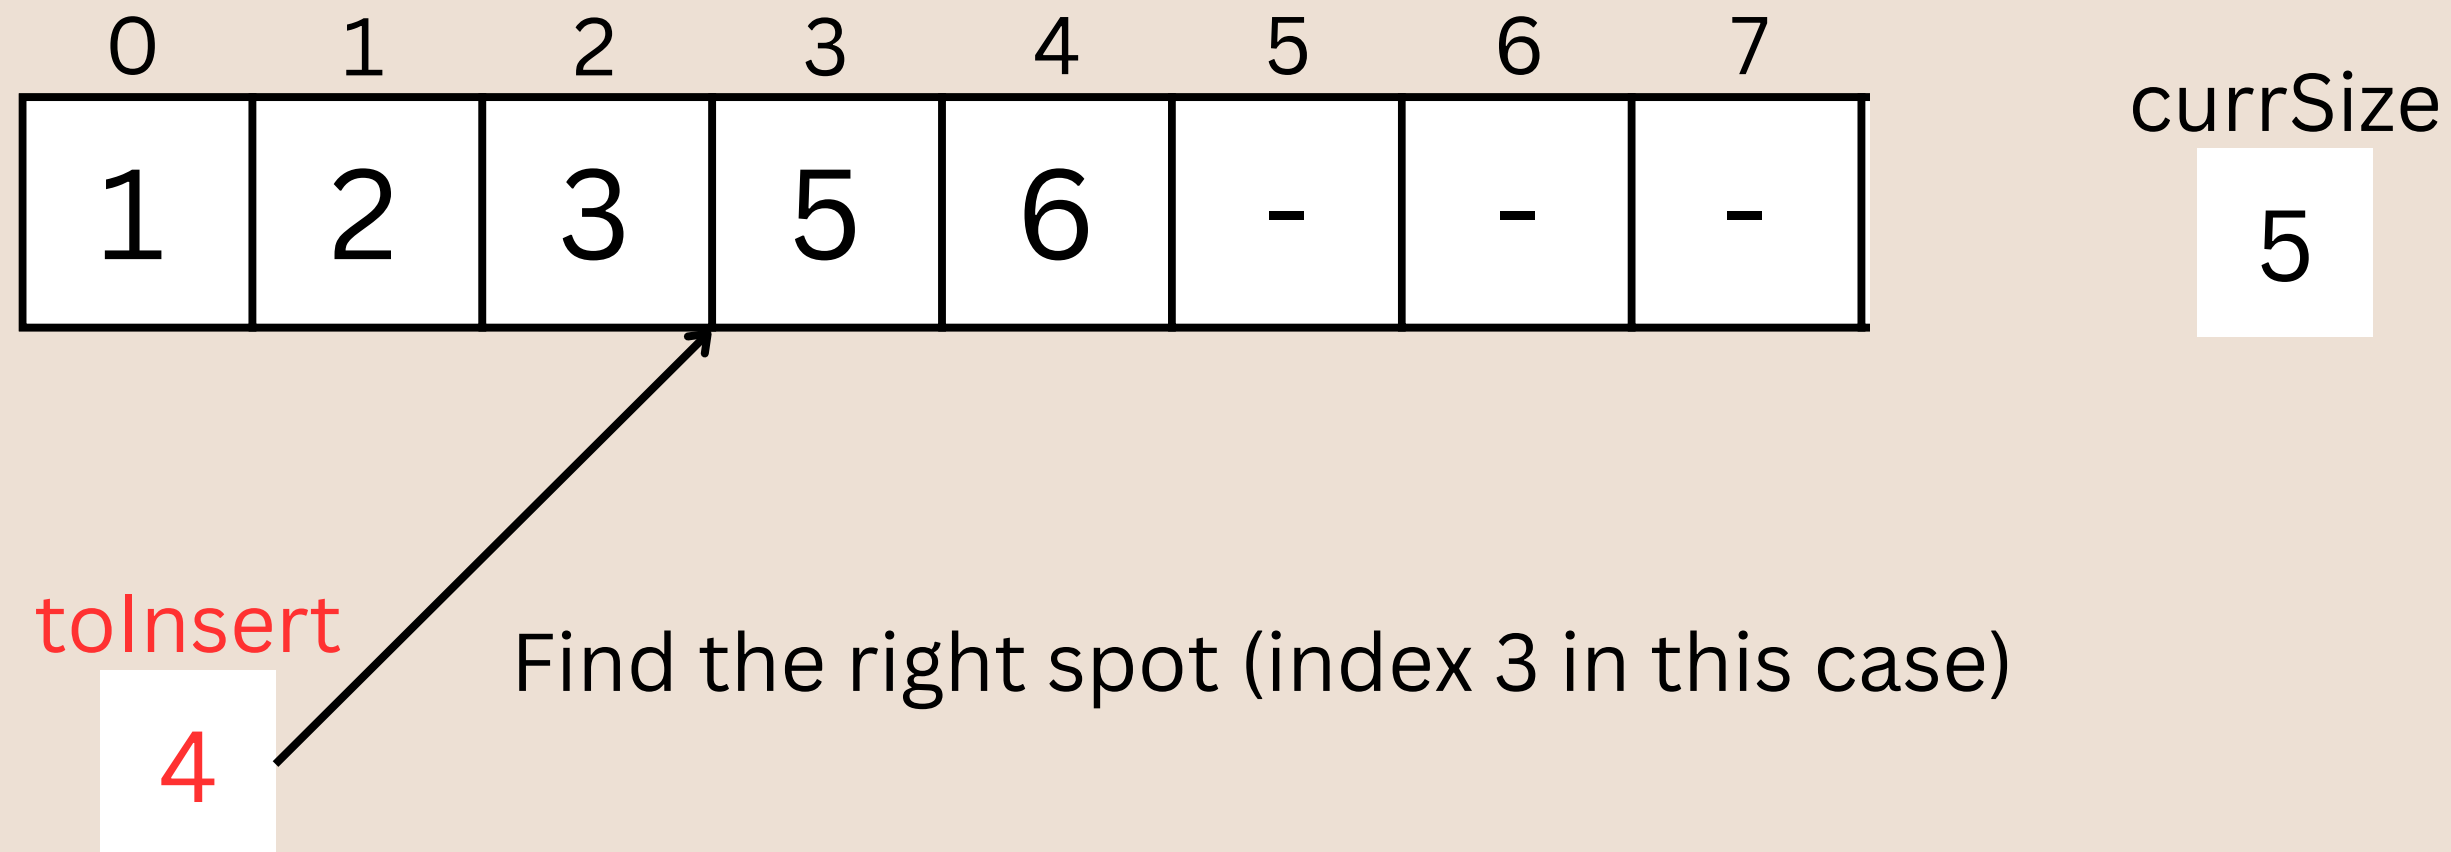 0 1 2 3 4 5 6 7
currSize
1 2 3 5 6 - - -
5
toInsert
Find the right spot (index 3 in this case)
4